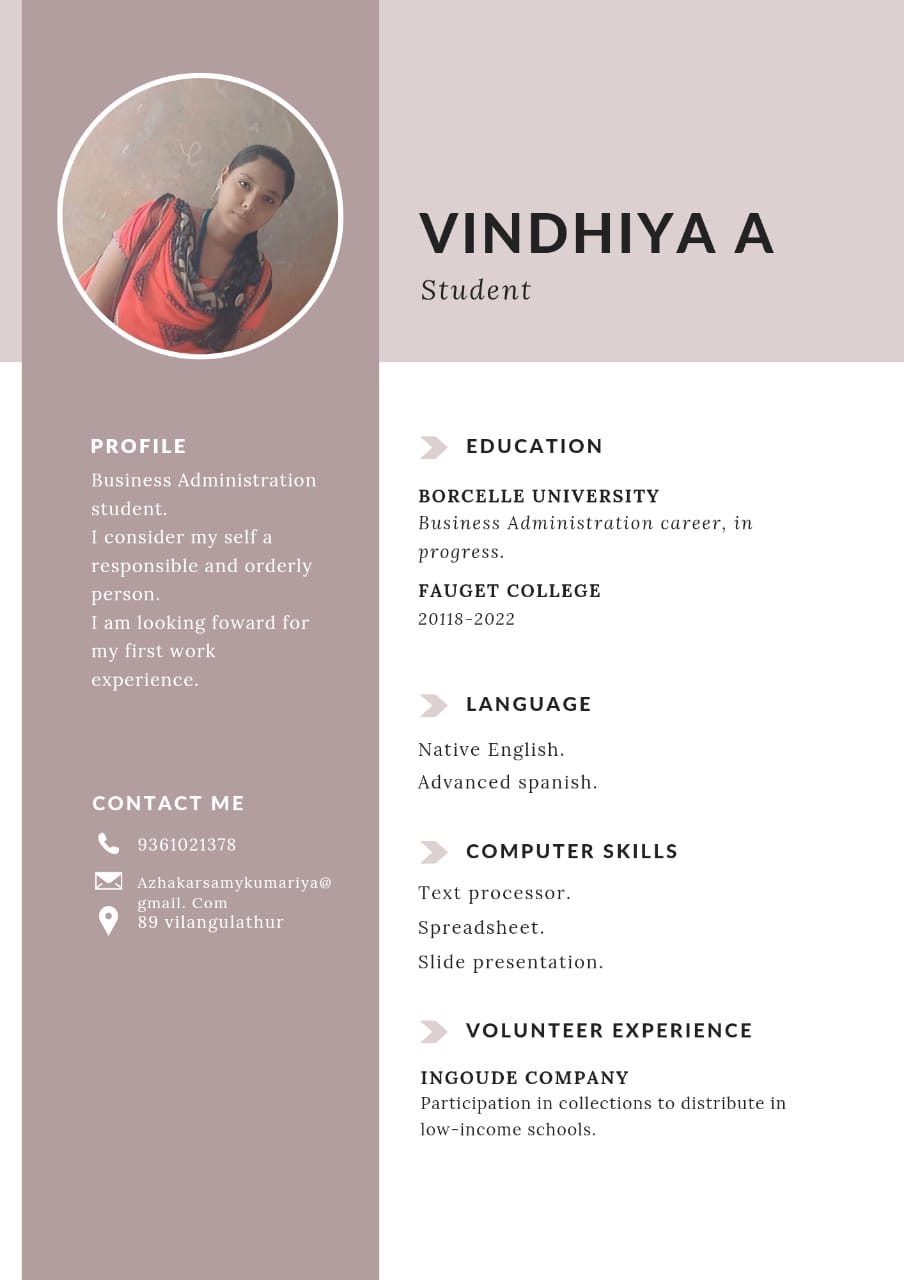 VINDHIYA A
Student
PROFILE
Business Administration
student.
I consider my self a
responsible and orderly
person.
I am looking foward for
my first work
experience.
CONTACT ME
9361021378
Azhakarsamykumariya@
gmail. Com
89 vilangulathur
EDUCATION
BORCELLE UNIVERSITY
Business Administration career, in
progress.
FAUGET COLLEGE
20118-2022
LANGUAGE
Native English.
Advanced spanish.
COMPUTER SKILLS
Text processor.
Spreadsheet.
Slide presentation.
VOLUNTEER EXPERIENCE
INGOUDE COMPANY
Participation in collections to distribute in
low-income schools.